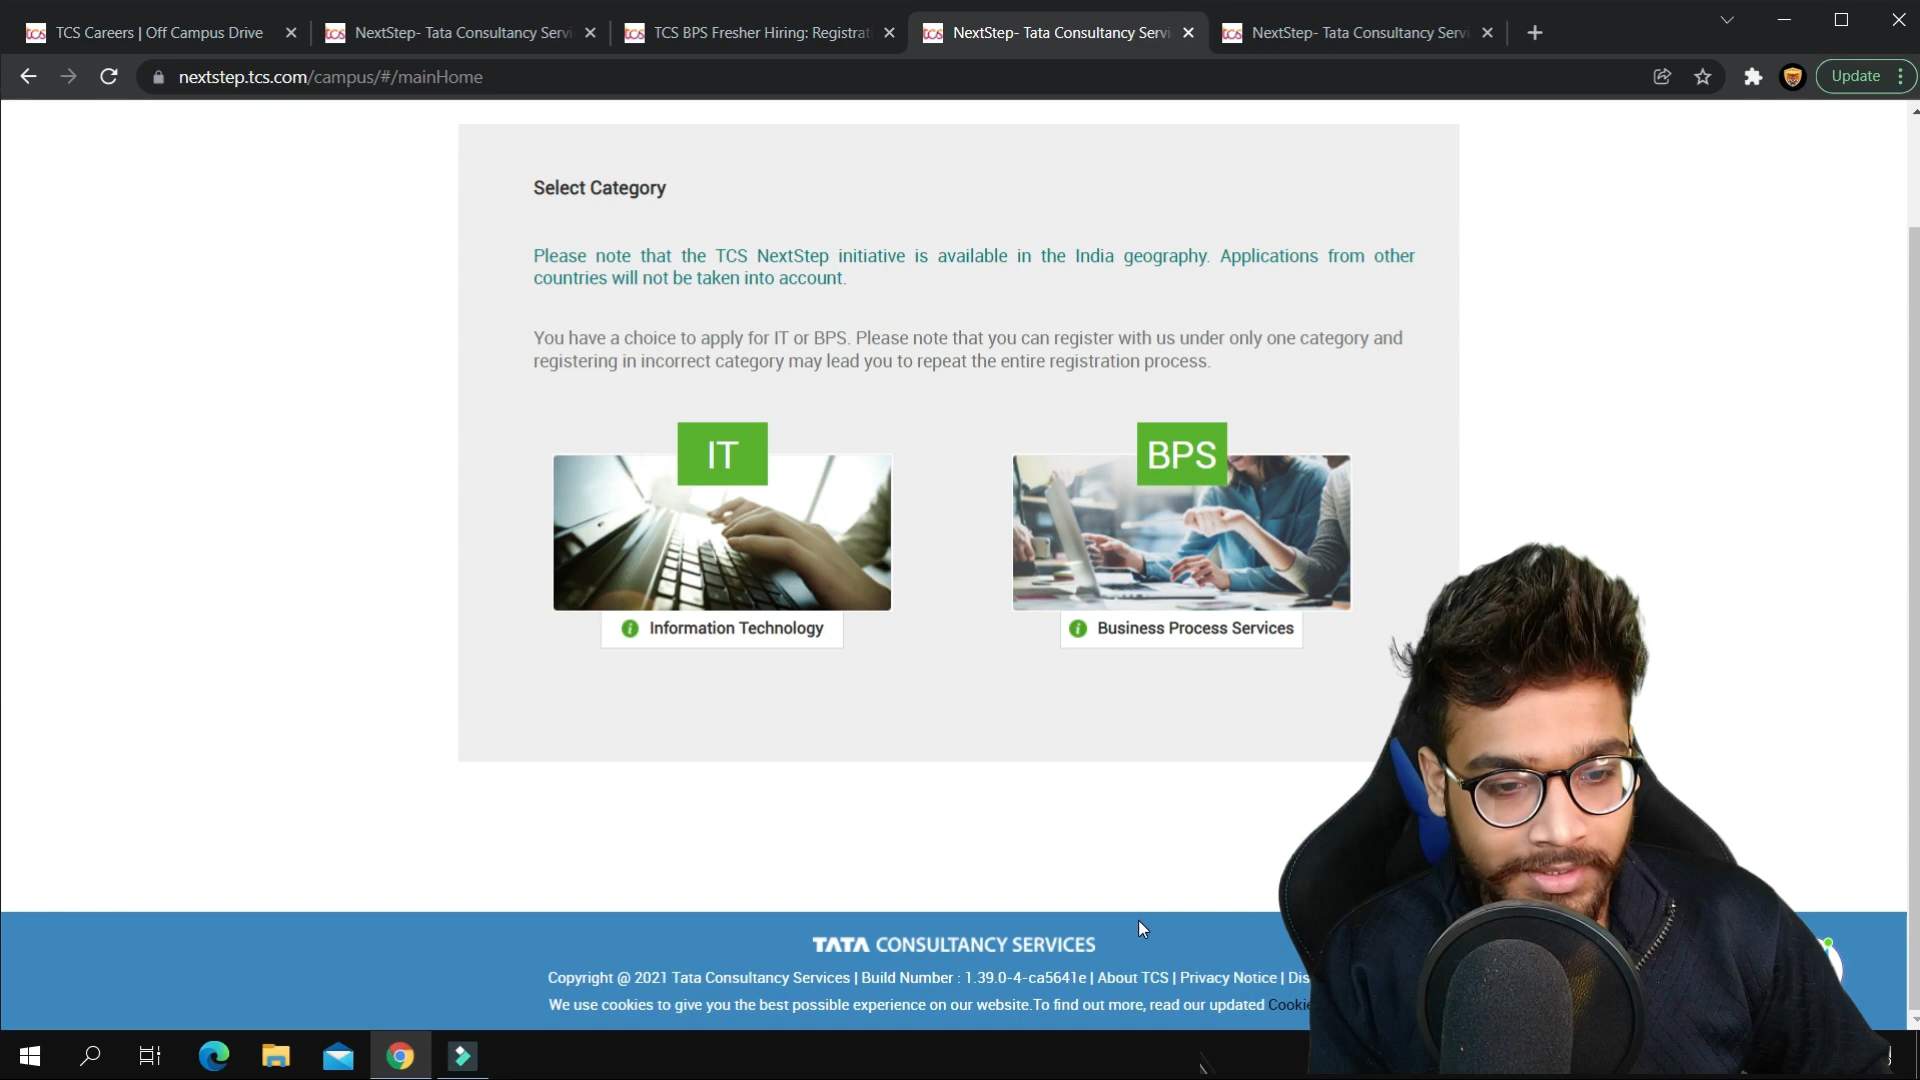 TCS Careers | Off Campus Drive
NextStep- Tata Consultancy Servi
TCS BPS Fresher Hiring: Registrat
NextStep- Tata Consultancy Servi
NextStep- Tata Consultancy Servi
nextstep.tcs.com/campus/#/mainHome
Update
Select Category
Please note that the TCS NextStep initiative is available in the India geography. Applications from other
countries will not be taken into account.
You have a choice to apply for IT or BPS. Please note that you can register with us under only one category and
registering in incorrect category may lead you to repeat the entire registration process.
IT
BPS
Information Technology
Business Process Services
TATA CONSULTANCY SERVICES
Copyright @ 2021 Tata Consultancy Services | Build Number : 1.39.0-4-ca5641e | About TCS | Privacy Notice | Dis
We use cookies to give you the best possible experience on our website.To find out more, read our updated Cookie